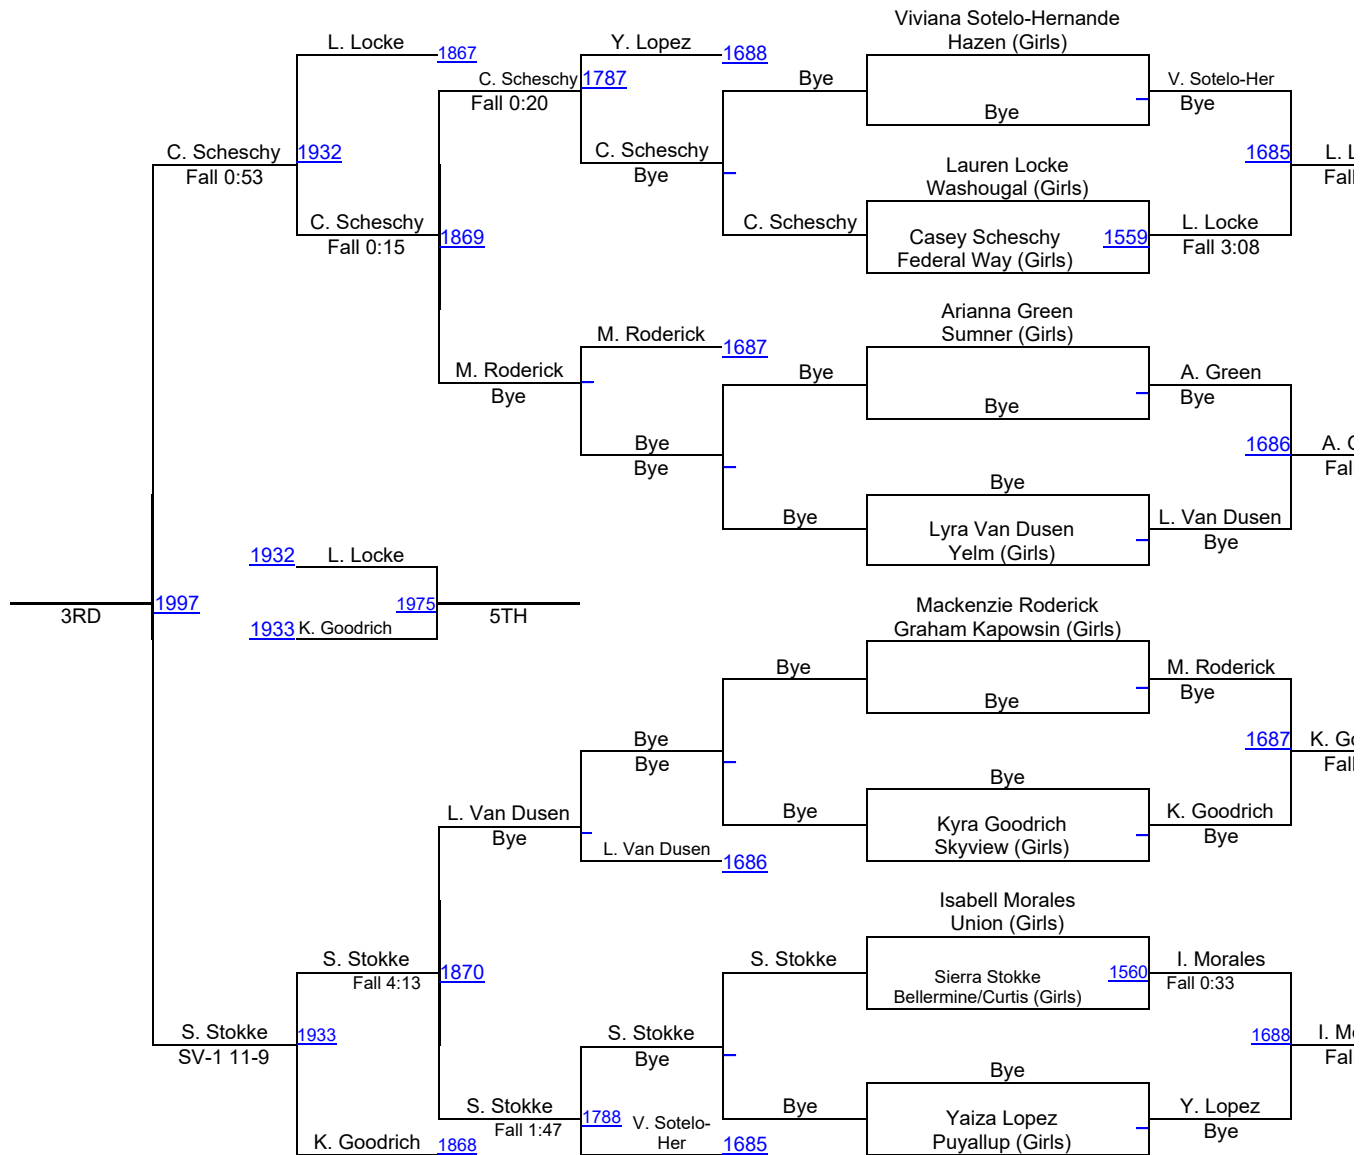 Viviana Sotelo-Hernande
Hazen (Girls)
L. Locke
1867
Y. Lopez
1688
C. Scheschy
1787
Fall 0:20
Bye
Bye
V. Sotelo-Her
Bye
C. Scheschy
1932
Fall 0:53
C. Scheschy
Bye
Lauren Locke
Washougal (Girls)
1685
L. L
Fall
C. Scheschy
Fall 0:15
1869
C. Scheschy
Casey Scheschy
Federal Way (Girls)
1559
L. Locke
Fall 3:08
Arianna Green
Sumner (Girls)
M. Roderick
1687
M. Roderick
Bye
Bye
Bye
A. Green
Bye
Bye
Bye
1686
A. G
Fal
Bye
Bye
Lyra Van Dusen
Yelm (Girls)
L. Van Dusen
Bye
1932
L. Locke
3RD
1997
1975
5TH
1933
K. Goodrich
Mackenzie Roderick
Graham Kapowsin (Girls)
Bye
Bye
M. Roderick
Bye
Bye
Bye
1687
K. Go
Fall
L. Van Dusen
Bye
Bye
Bye
Kyra Goodrich
Skyview (Girls)
K. Goodrich
Bye
L. Van Dusen
1686
Isabell Morales
Union (Girls)
S. Stokke
Fall 4:13
1870
S. Stokke
Sierra Stokke
Bellermine/Curtis (Girls)
1560
I. Morales
Fall 0:33
S. Stokke
SV-1 11-9
1933
S. Stokke
Bye
1688
I. Mo
Fal
Bye
S. Stokke
Fall 1:47
1788
V. Sotelo-
Her
1685
Bye
Yaiza Lopez
Puyallup (Girls)
Y. Lopez
Bye
K. Goodrich
1868